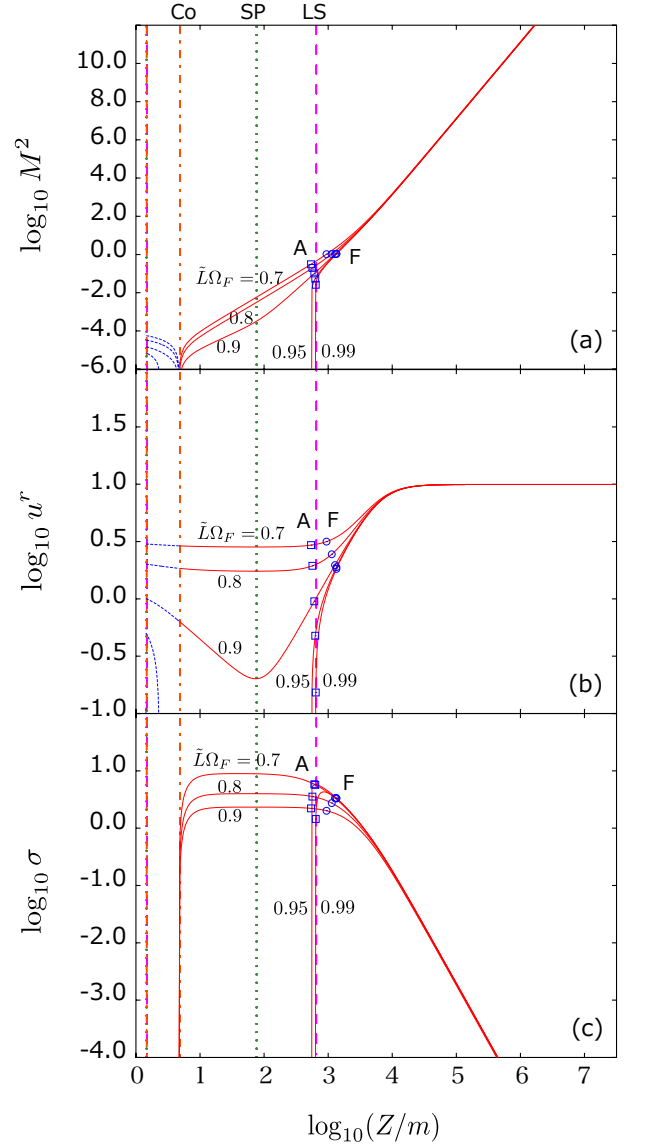 Co SP LS
10.0
8.0
6.0
4.0
2.0
0.0
-2.0
-4.0
-6.0
log₁₀ M²
A
F
L̃Ω_F = 0.7
0.8
0.9
0.95 0.99
(a)
1.5
1.0
0.5
0.0
-0.5
-1.0
log₁₀ uʳ
A F
L̃Ω_F = 0.7
0.8
0.9
0.95 0.99
(b)
1.0
0.0
-1.0
-2.0
-3.0
-4.0
log₁₀ σ
L̃Ω_F = 0.7
A
F
0.8
0.9
0.95 0.99
(c)
0 1 2 3 4 5 6 7
log₁₀(Z/m)